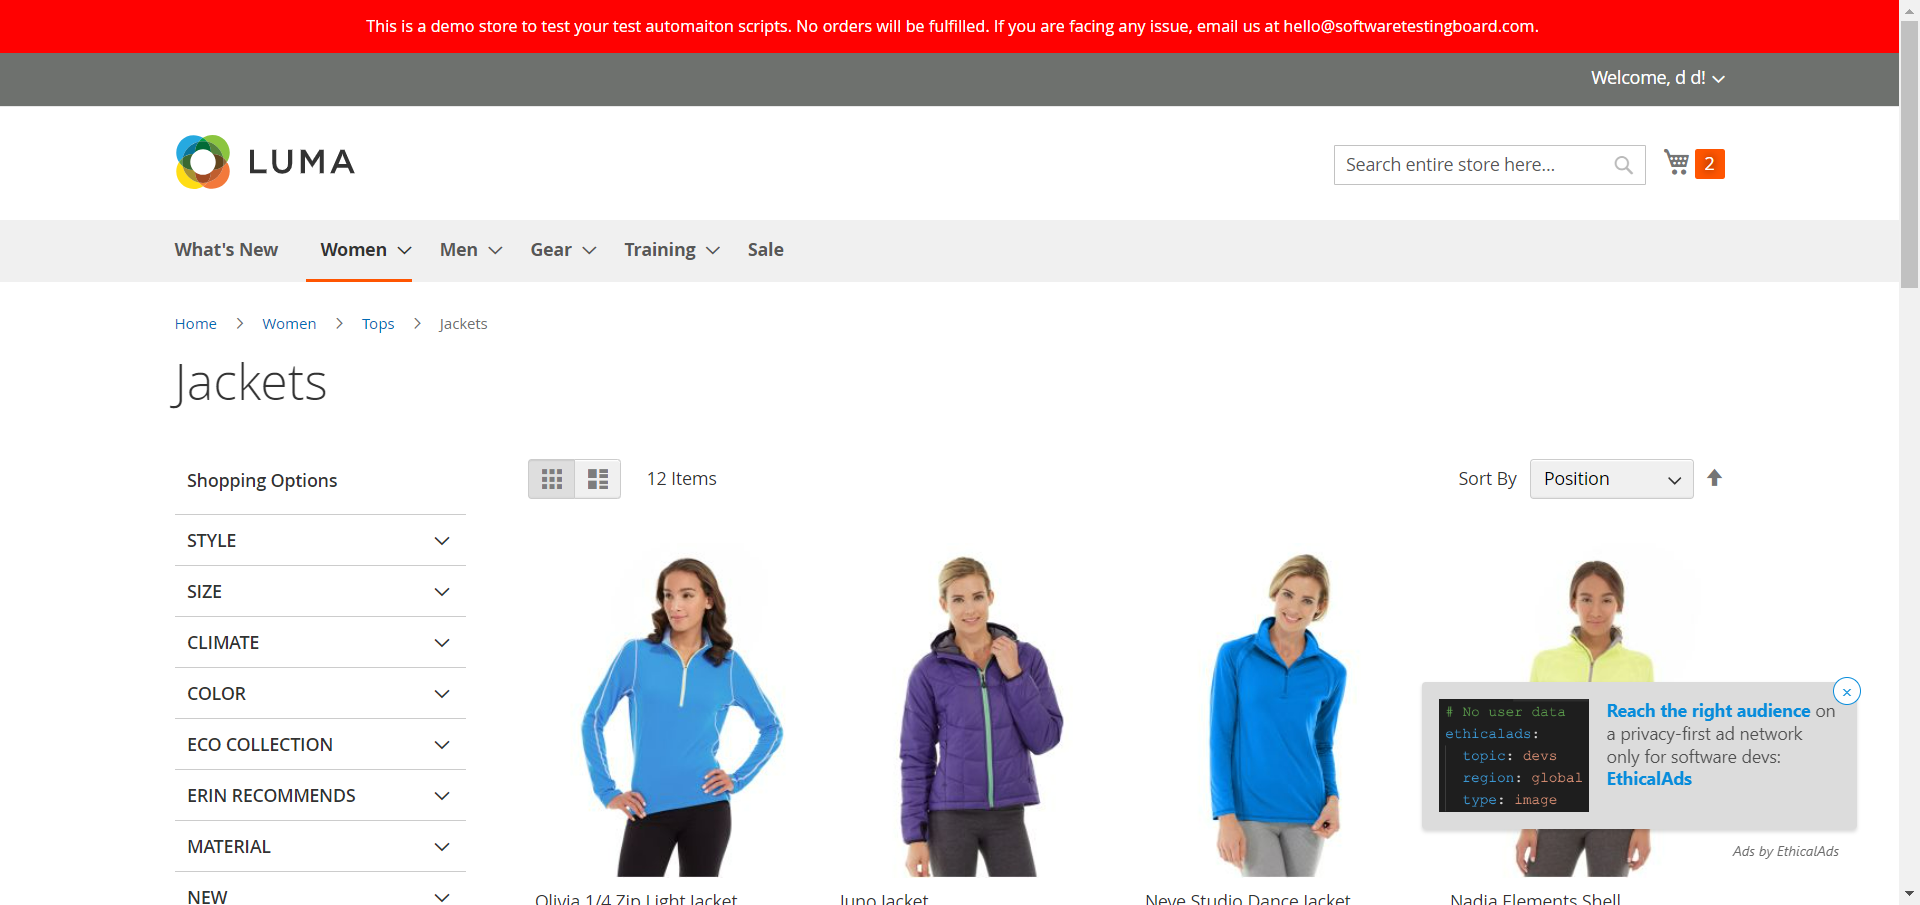 This is a demo store to test your test automaiton scripts. No orders will be fulfilled. If you are facing any issue, email us at hello@softwaretestingboard.com.
Welcome, d d!
LUMA
Search entire store here...
2
What's New
Women
Men
Gear
Training
Sale
Home
Women
Tops
Jackets
Jackets
Shopping Options
12 Items
Sort By
Position
STYLE
SIZE
CLIMATE
COLOR
ECO COLLECTION
ERIN RECOMMENDS
MATERIAL
NEW
# No user data
ethicalads:
topic: devs
region: global
type: image
Reach the right audience on
a privacy-first ad network
only for software devs:
EthicalAds
Ads by EthicalAds
Olivia 1/4 Zip Light Jacket
Juno Jacket
Neve Studio Dance Jacket
Nadia Elements Shell